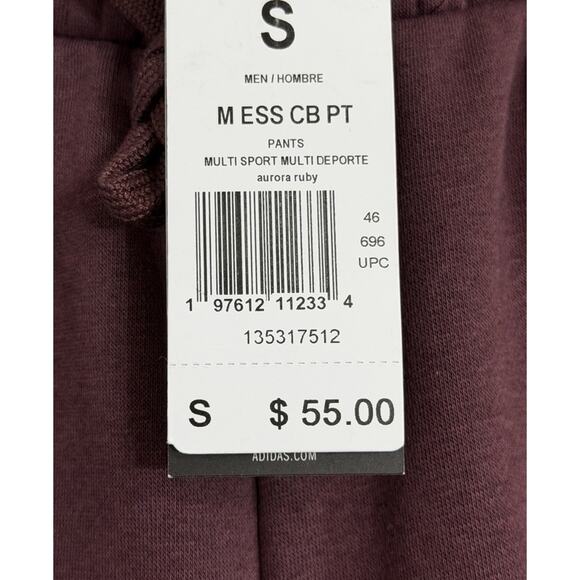 S
MEN / HOMBRE
M ESS CB PT
PANTS
MULTI SPORT MULTI DEPORTE
aurora ruby
46
696
UPC
1 97612 11233 4
135317512
S $ 55.00
ADIDAS.COM